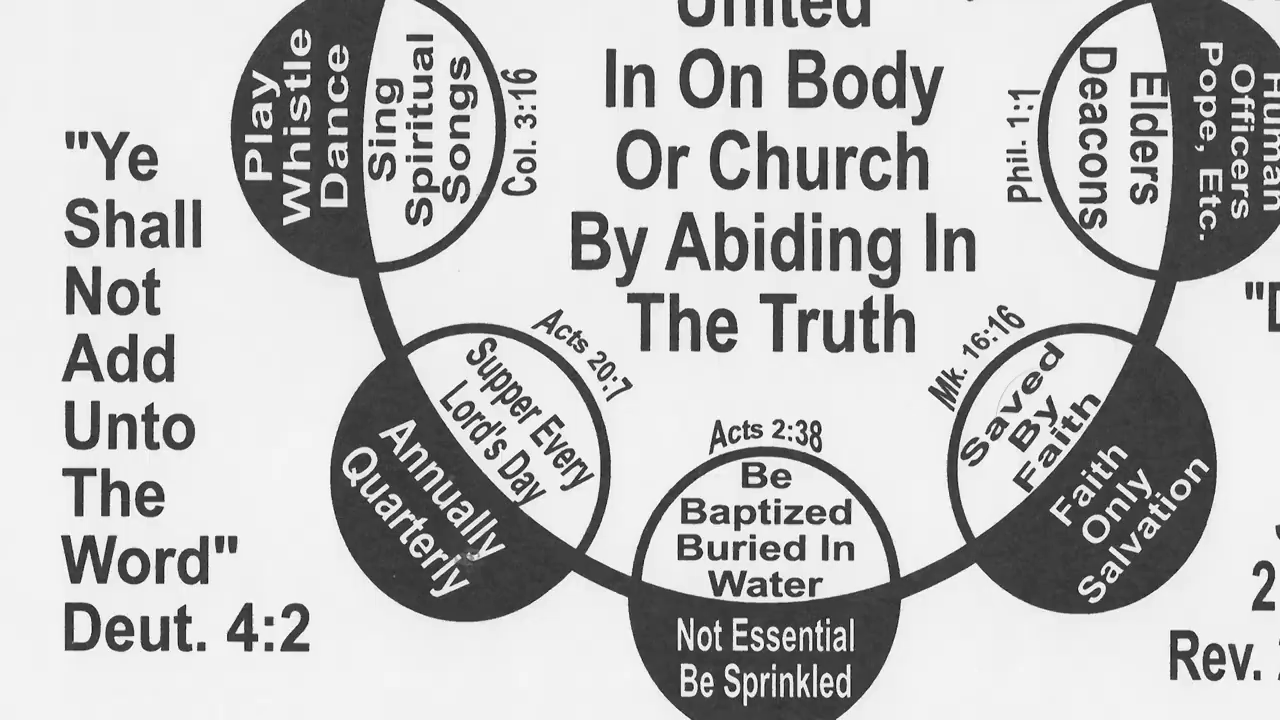 United
In On Body
Or Church
By Abiding In
The Truth
"Ye
Shall
Not
Add
Unto
The
Word"
Deut. 4:2
Play
Whistle
Dance
Sing
Spiritual
Songs
Col. 3:16
Annually
Quarterly
Supper Every
Lord's Day
Acts 20:7
Acts 2:38
Be
Baptized
Buried In
Water
Not Essential
Be Sprinkled
Mk. 16:16
Saved
By
Faith
Faith
Only
Salvation
Phil. 1:1
Elders
Deacons
Human
Officers
Pope, Etc.
Rev.